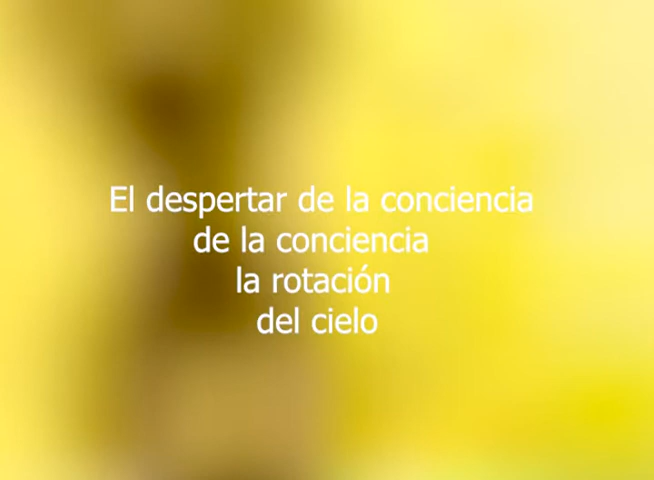 El despertar de la conciencia
de la conciencia
la rotación
del cielo